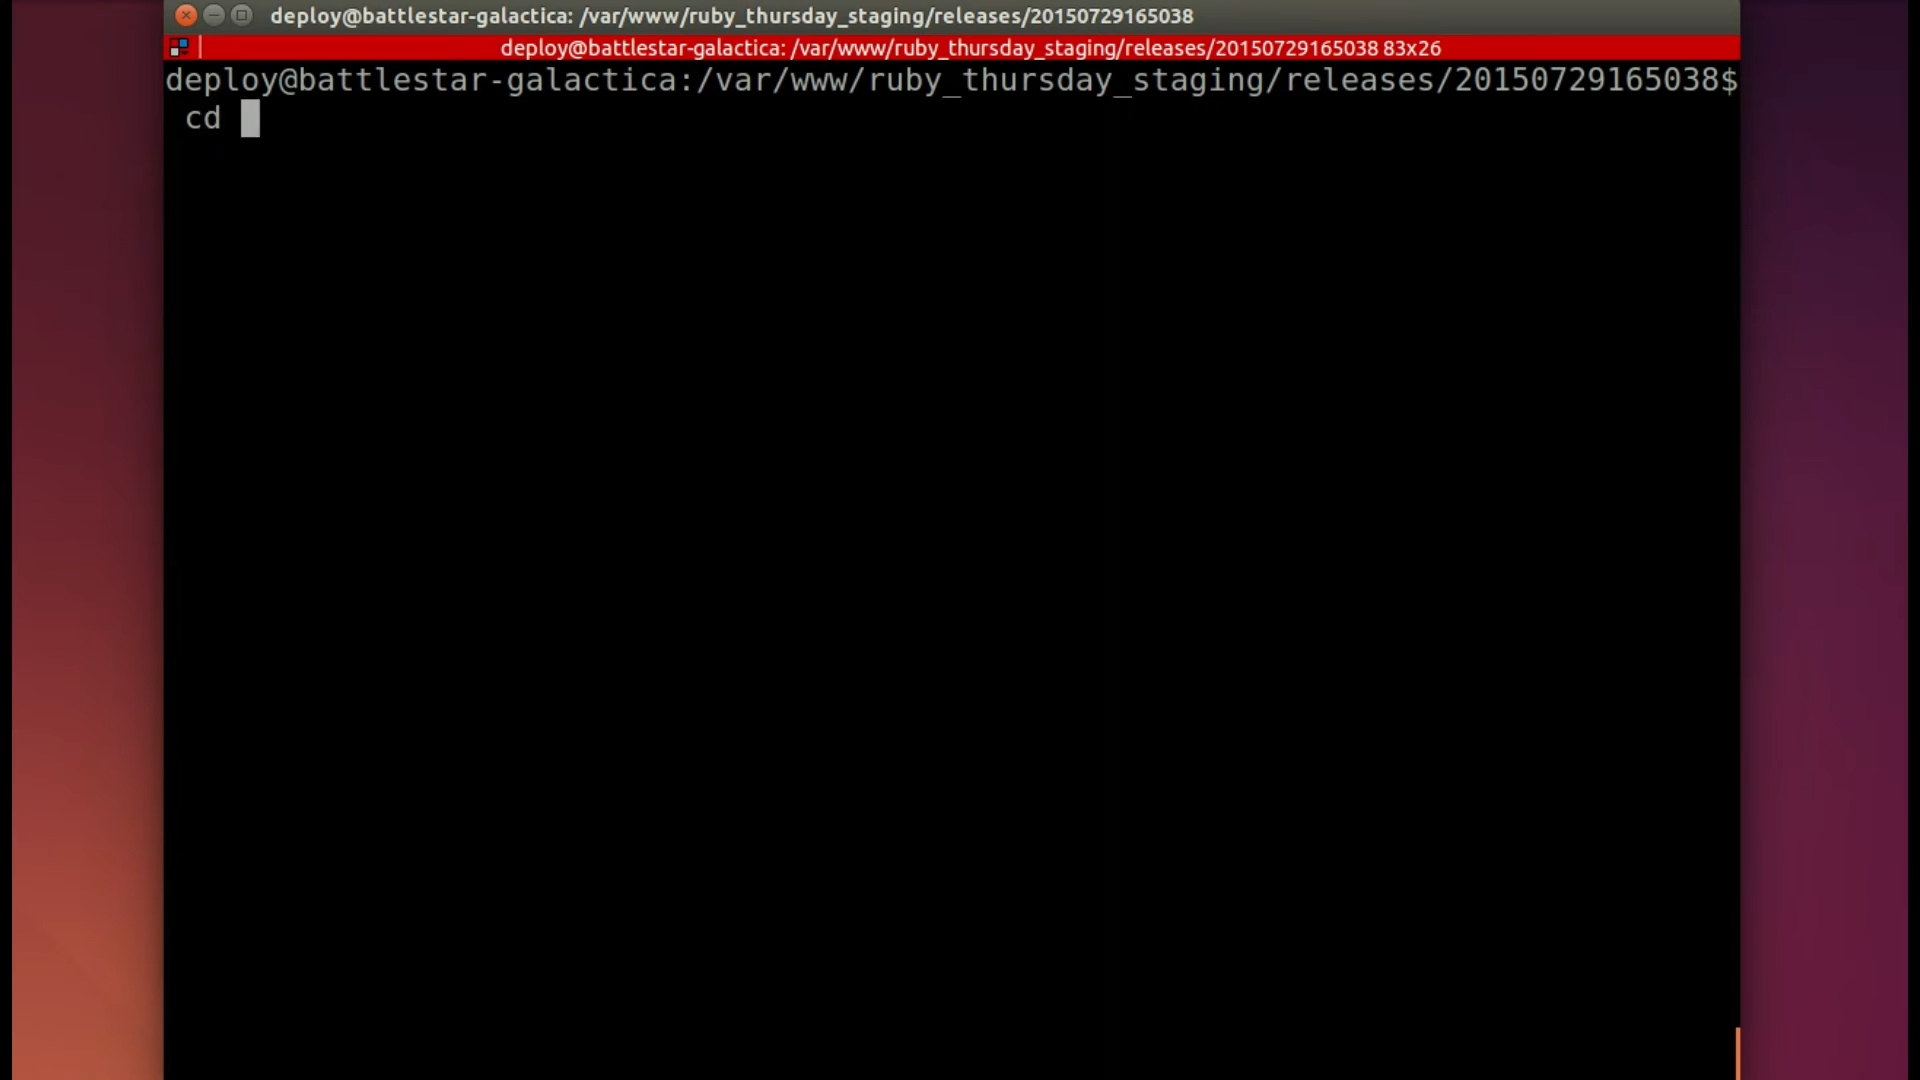 deploy@battlestar-galactica: /var/www/ruby_thursday_staging/releases/20150729165038
deploy@battlestar-galactica: /var/www/ruby_thursday_staging/releases/20150729165038 83x26
deploy@battlestar-galactica:/var/www/ruby_thursday_staging/releases/20150729165038$
cd